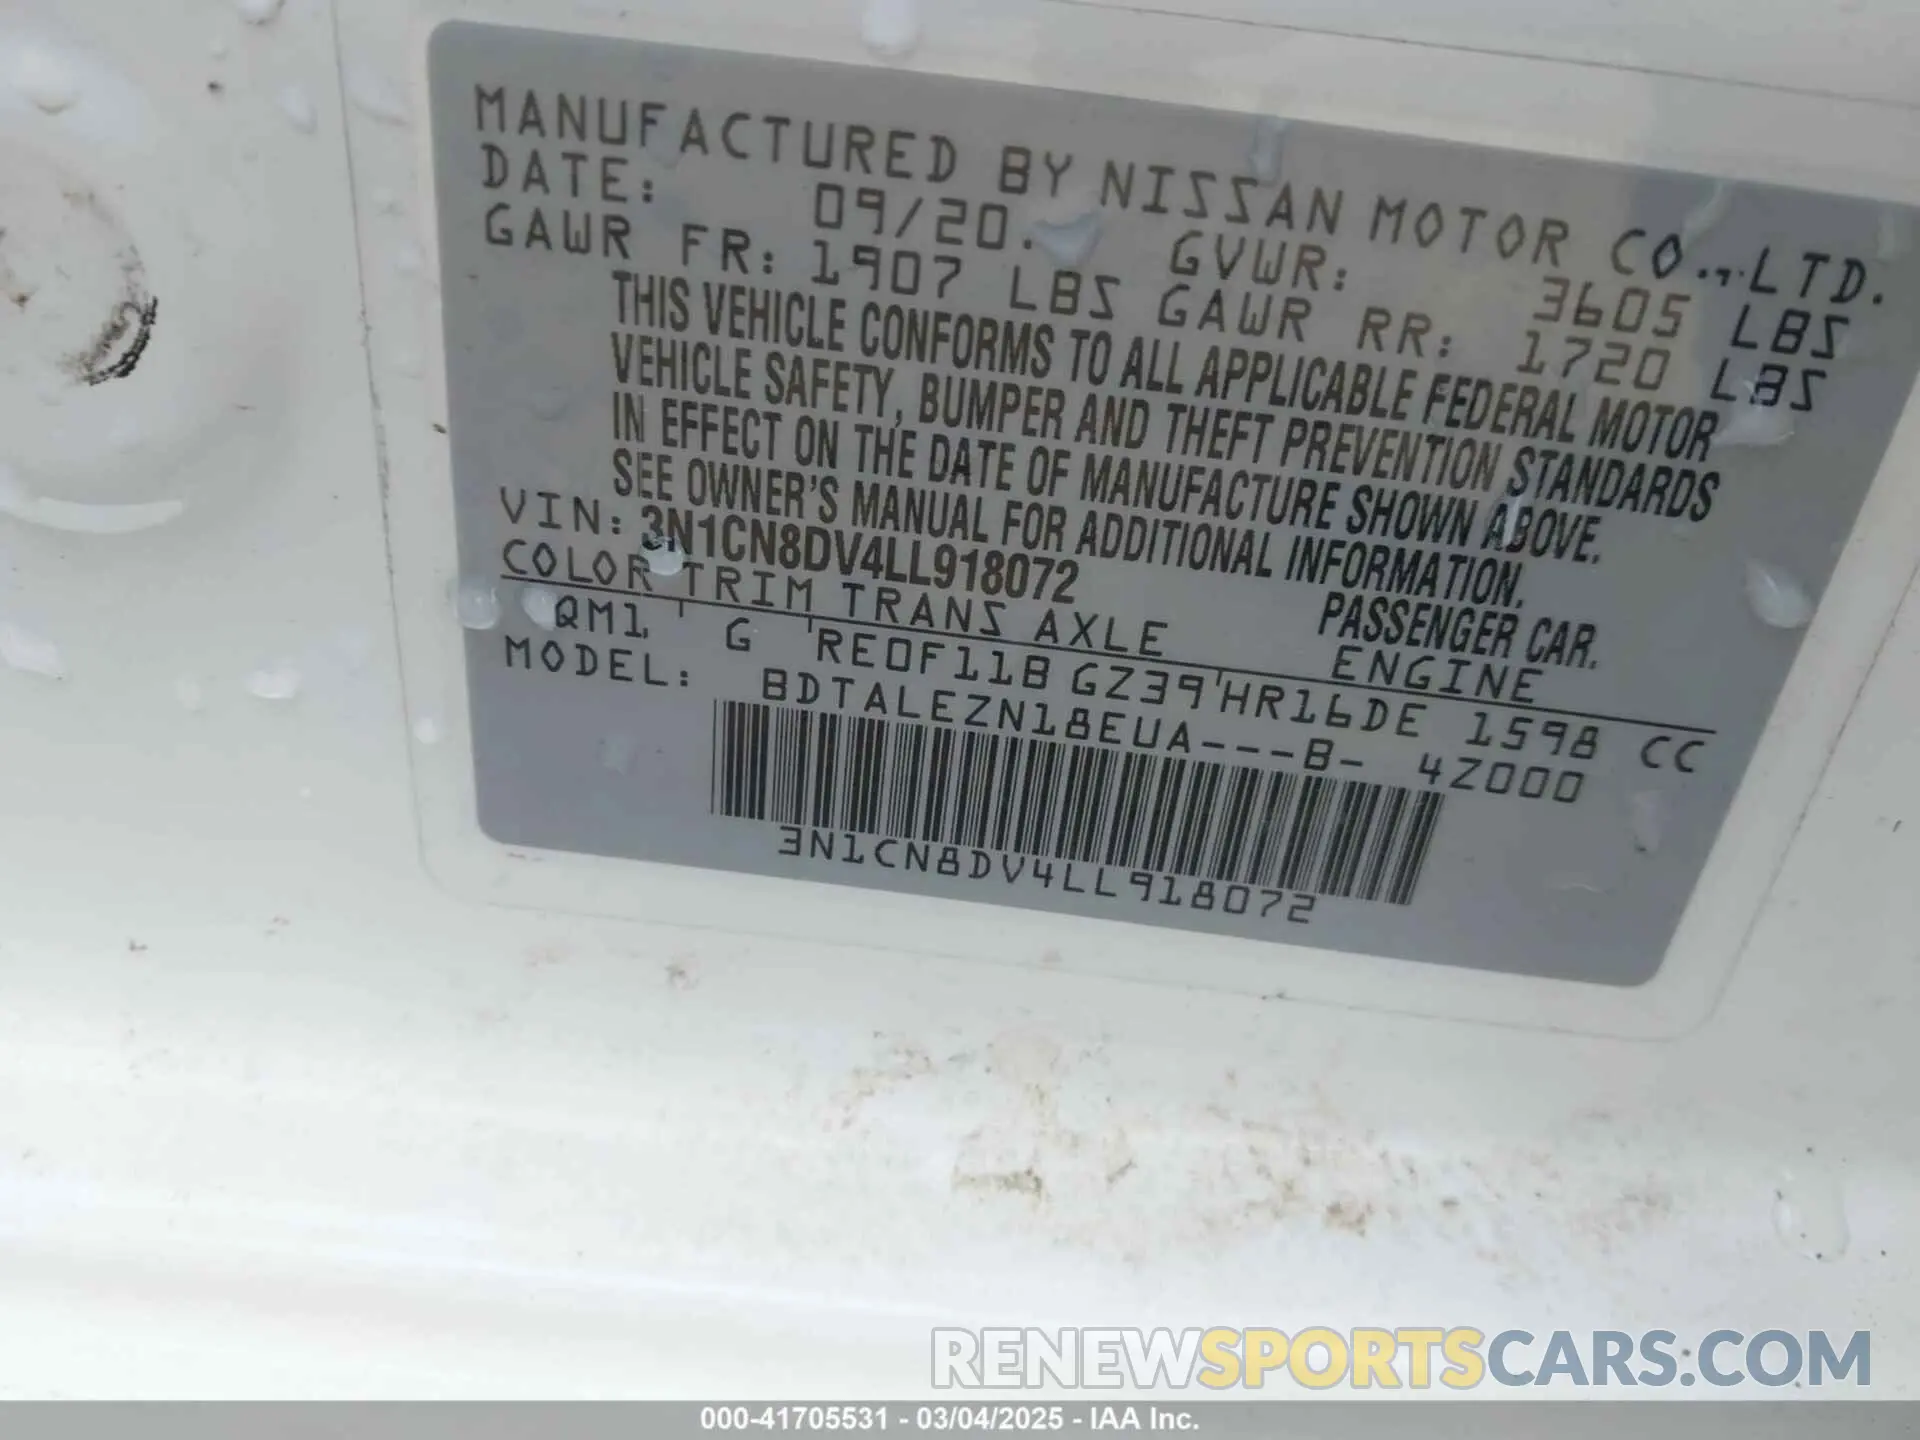 MANUFACTURED BY NISSAN MOTOR CO., LTD.
DATE: 09/20. GVWR: 3605 LBS
GAWR FR: 1907 LBS GAWR RR: 1720 LBS
THIS VEHICLE CONFORMS TO ALL APPLICABLE FEDERAL MOTOR
VEHICLE SAFETY, BUMPER AND THEFT PREVENTION STANDARDS
IN EFFECT ON THE DATE OF MANUFACTURE SHOWN ABOVE.
SEE OWNER'S MANUAL FOR ADDITIONAL INFORMATION.
VIN: 3N1CN8DV4LL918072 PASSENGER CAR.
COLOR TRIM TRANS AXLE ENGINE
QM1 G RE0F11B GZ39 HR16DE 1598 CC
MODEL: BDTALEZN18EUA---B- 4Z000
3N1CN8DV4LL918072
RENEWSPORTSCARS.COM
000-41705531 - 03/04/2025 - IAA Inc.